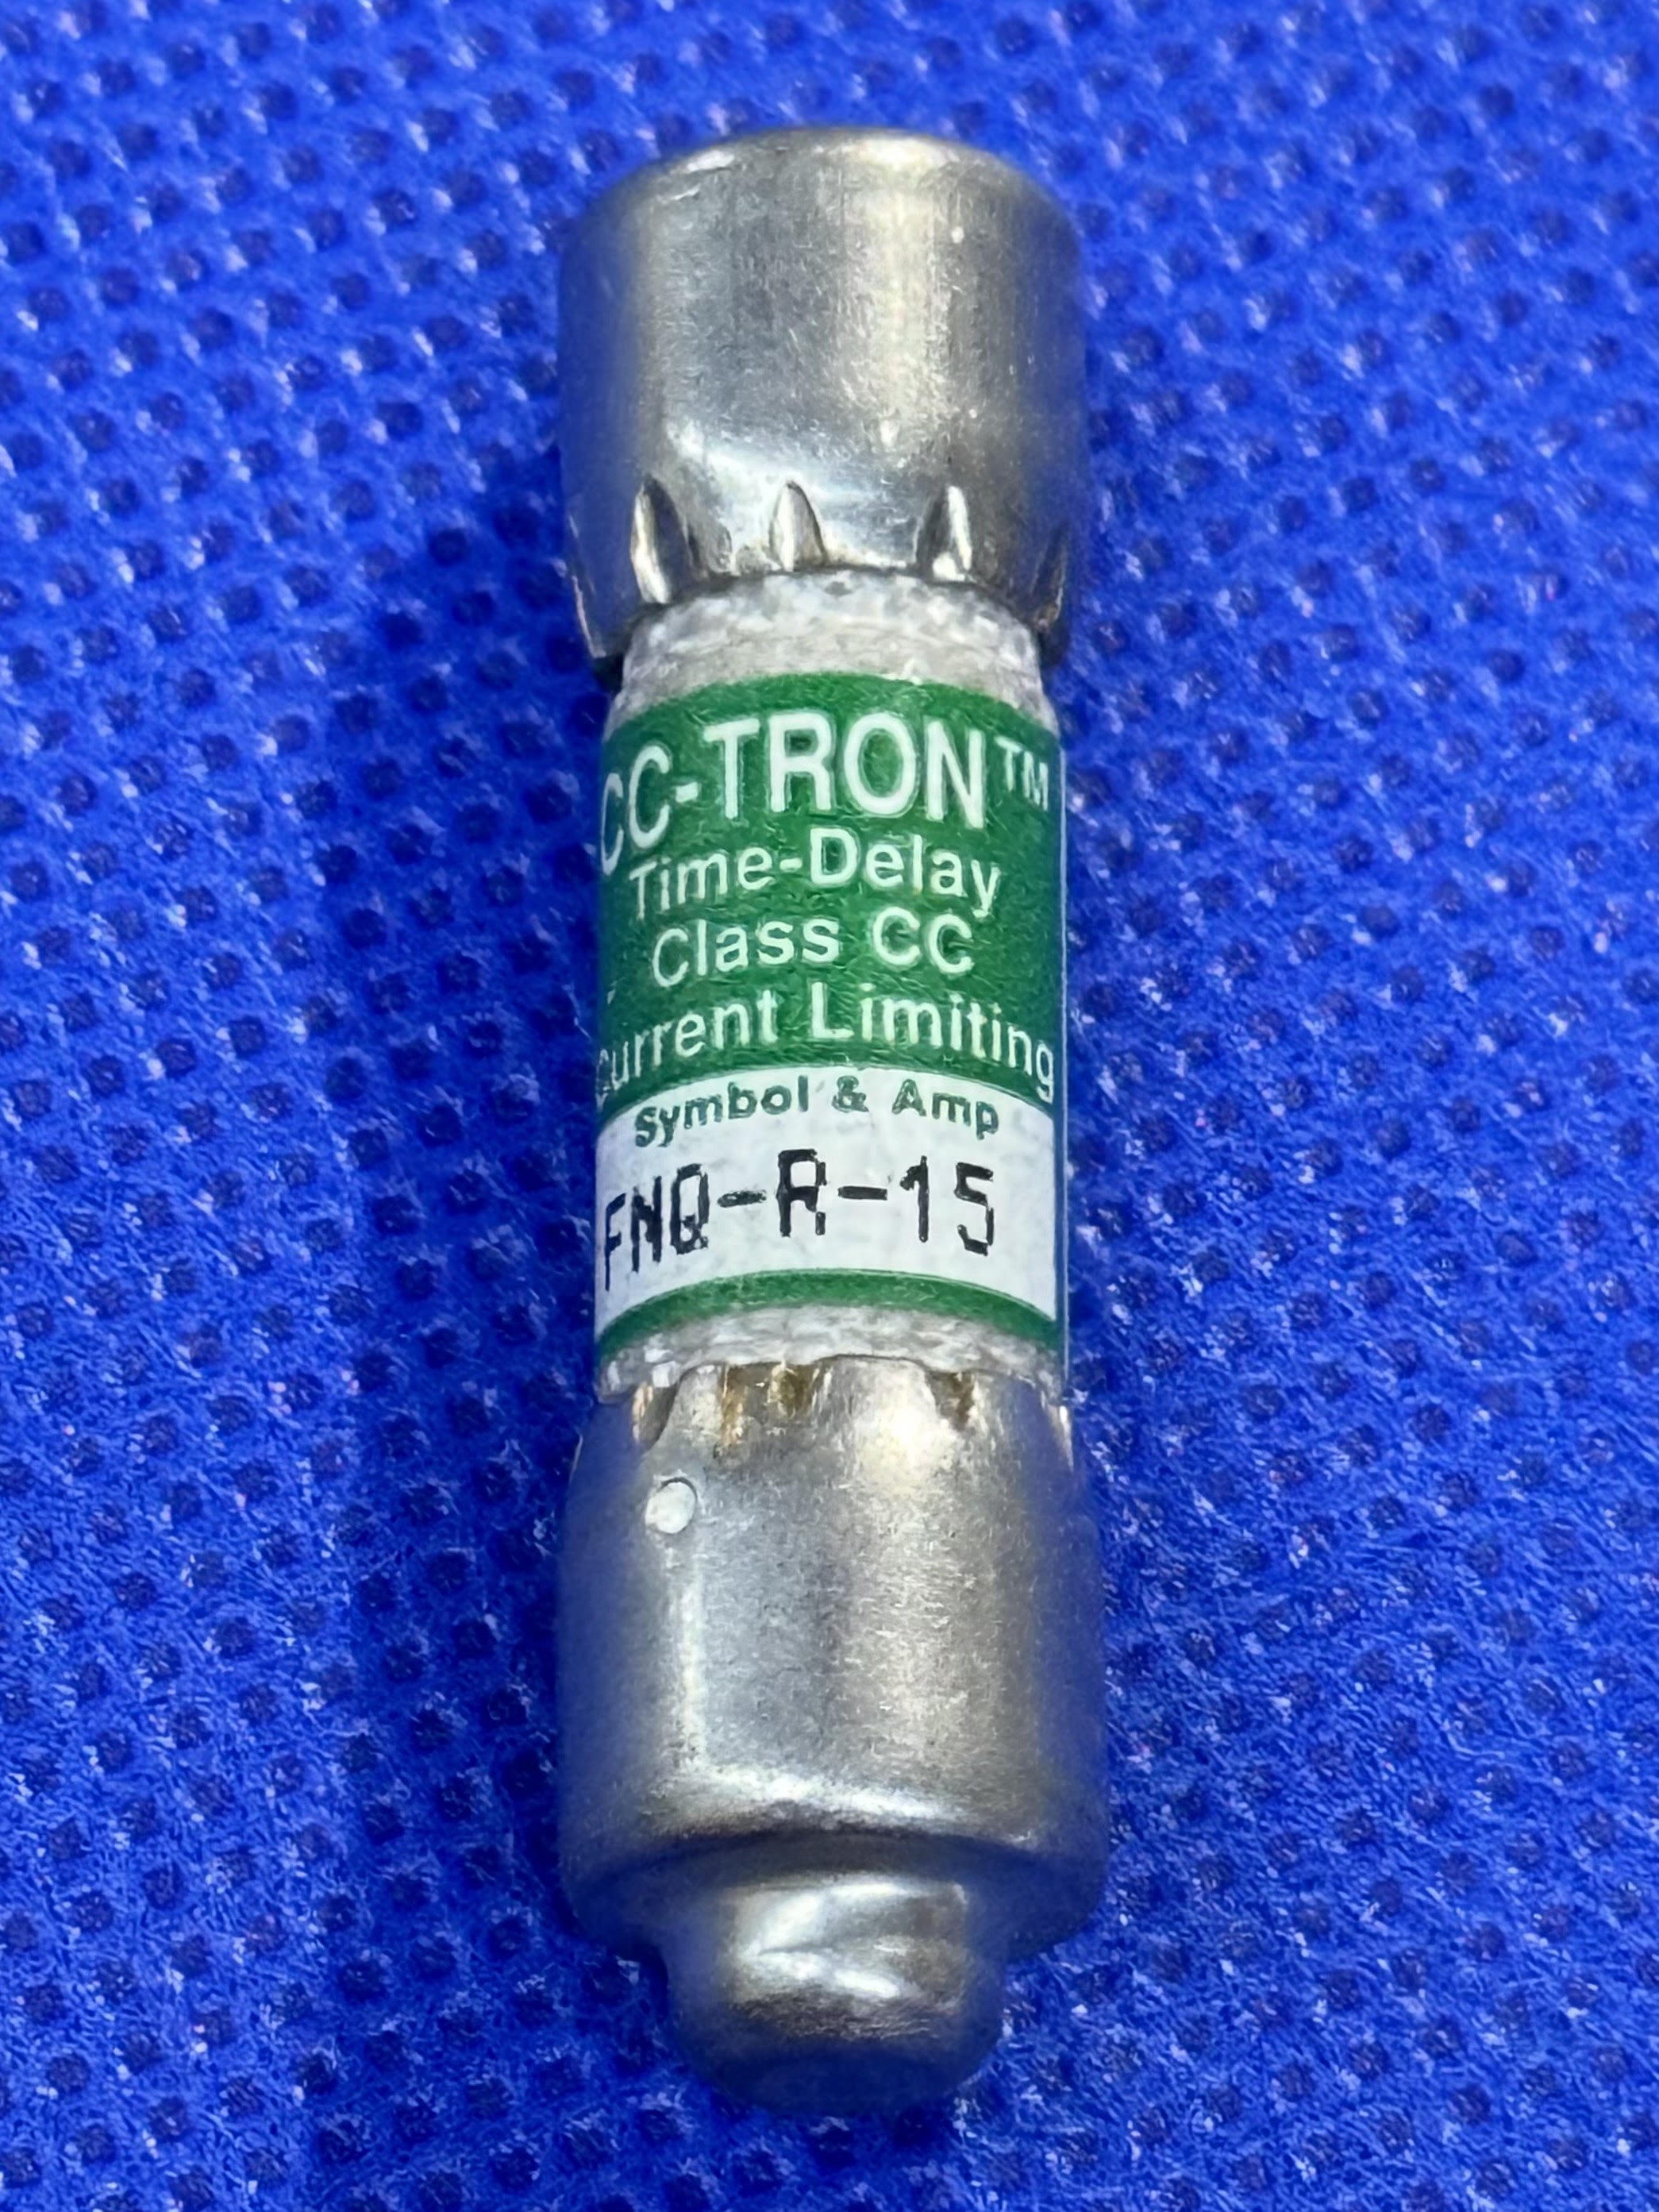 CC-TRON™
Time-Delay
Class CC
Current Limiting
Symbol & Amp
FNQ-R-15